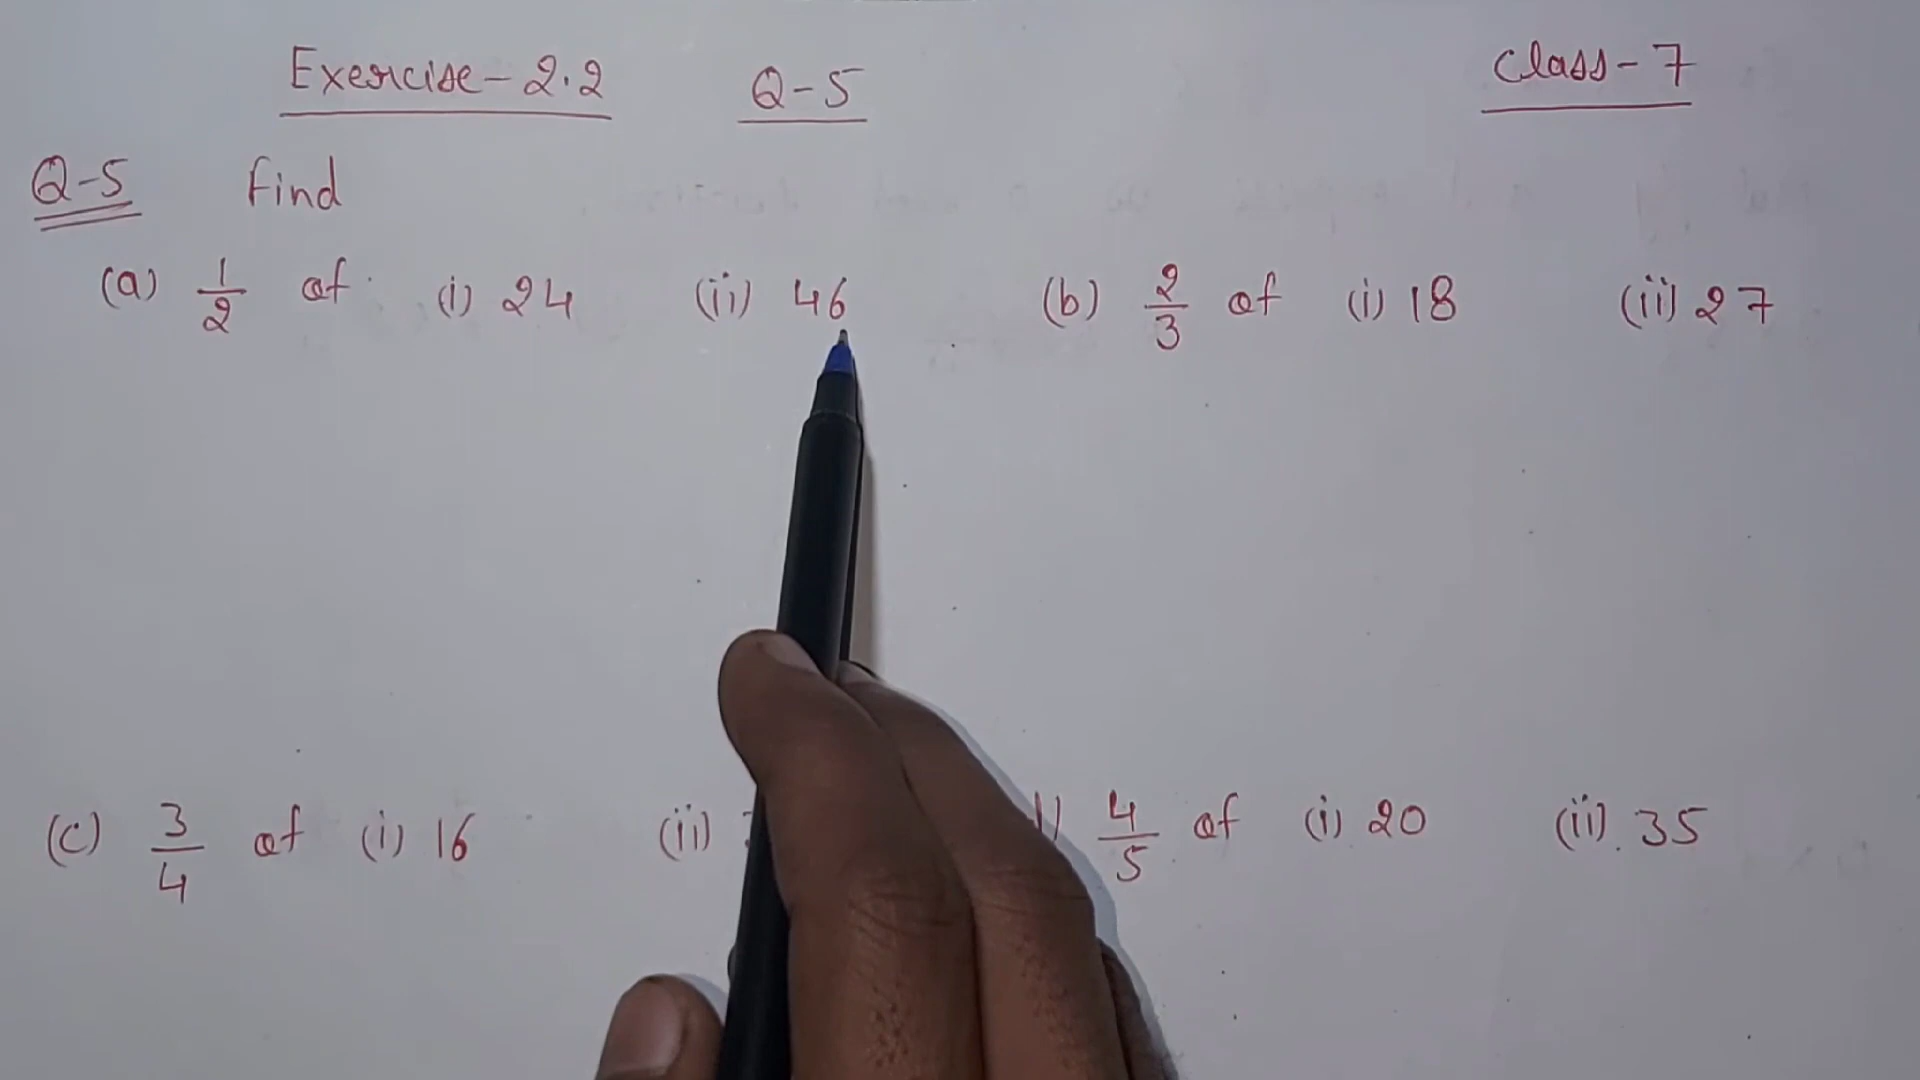 Exercise-2.2 Q-5 Class-7
Q-5 Find
(a) 1/2 of (i) 24 (ii) 46 (b) 2/3 of (i) 18 (ii) 27
(c) 3/4 of (i) 16 (ii) 4/5 of (i) 20 (ii) 35